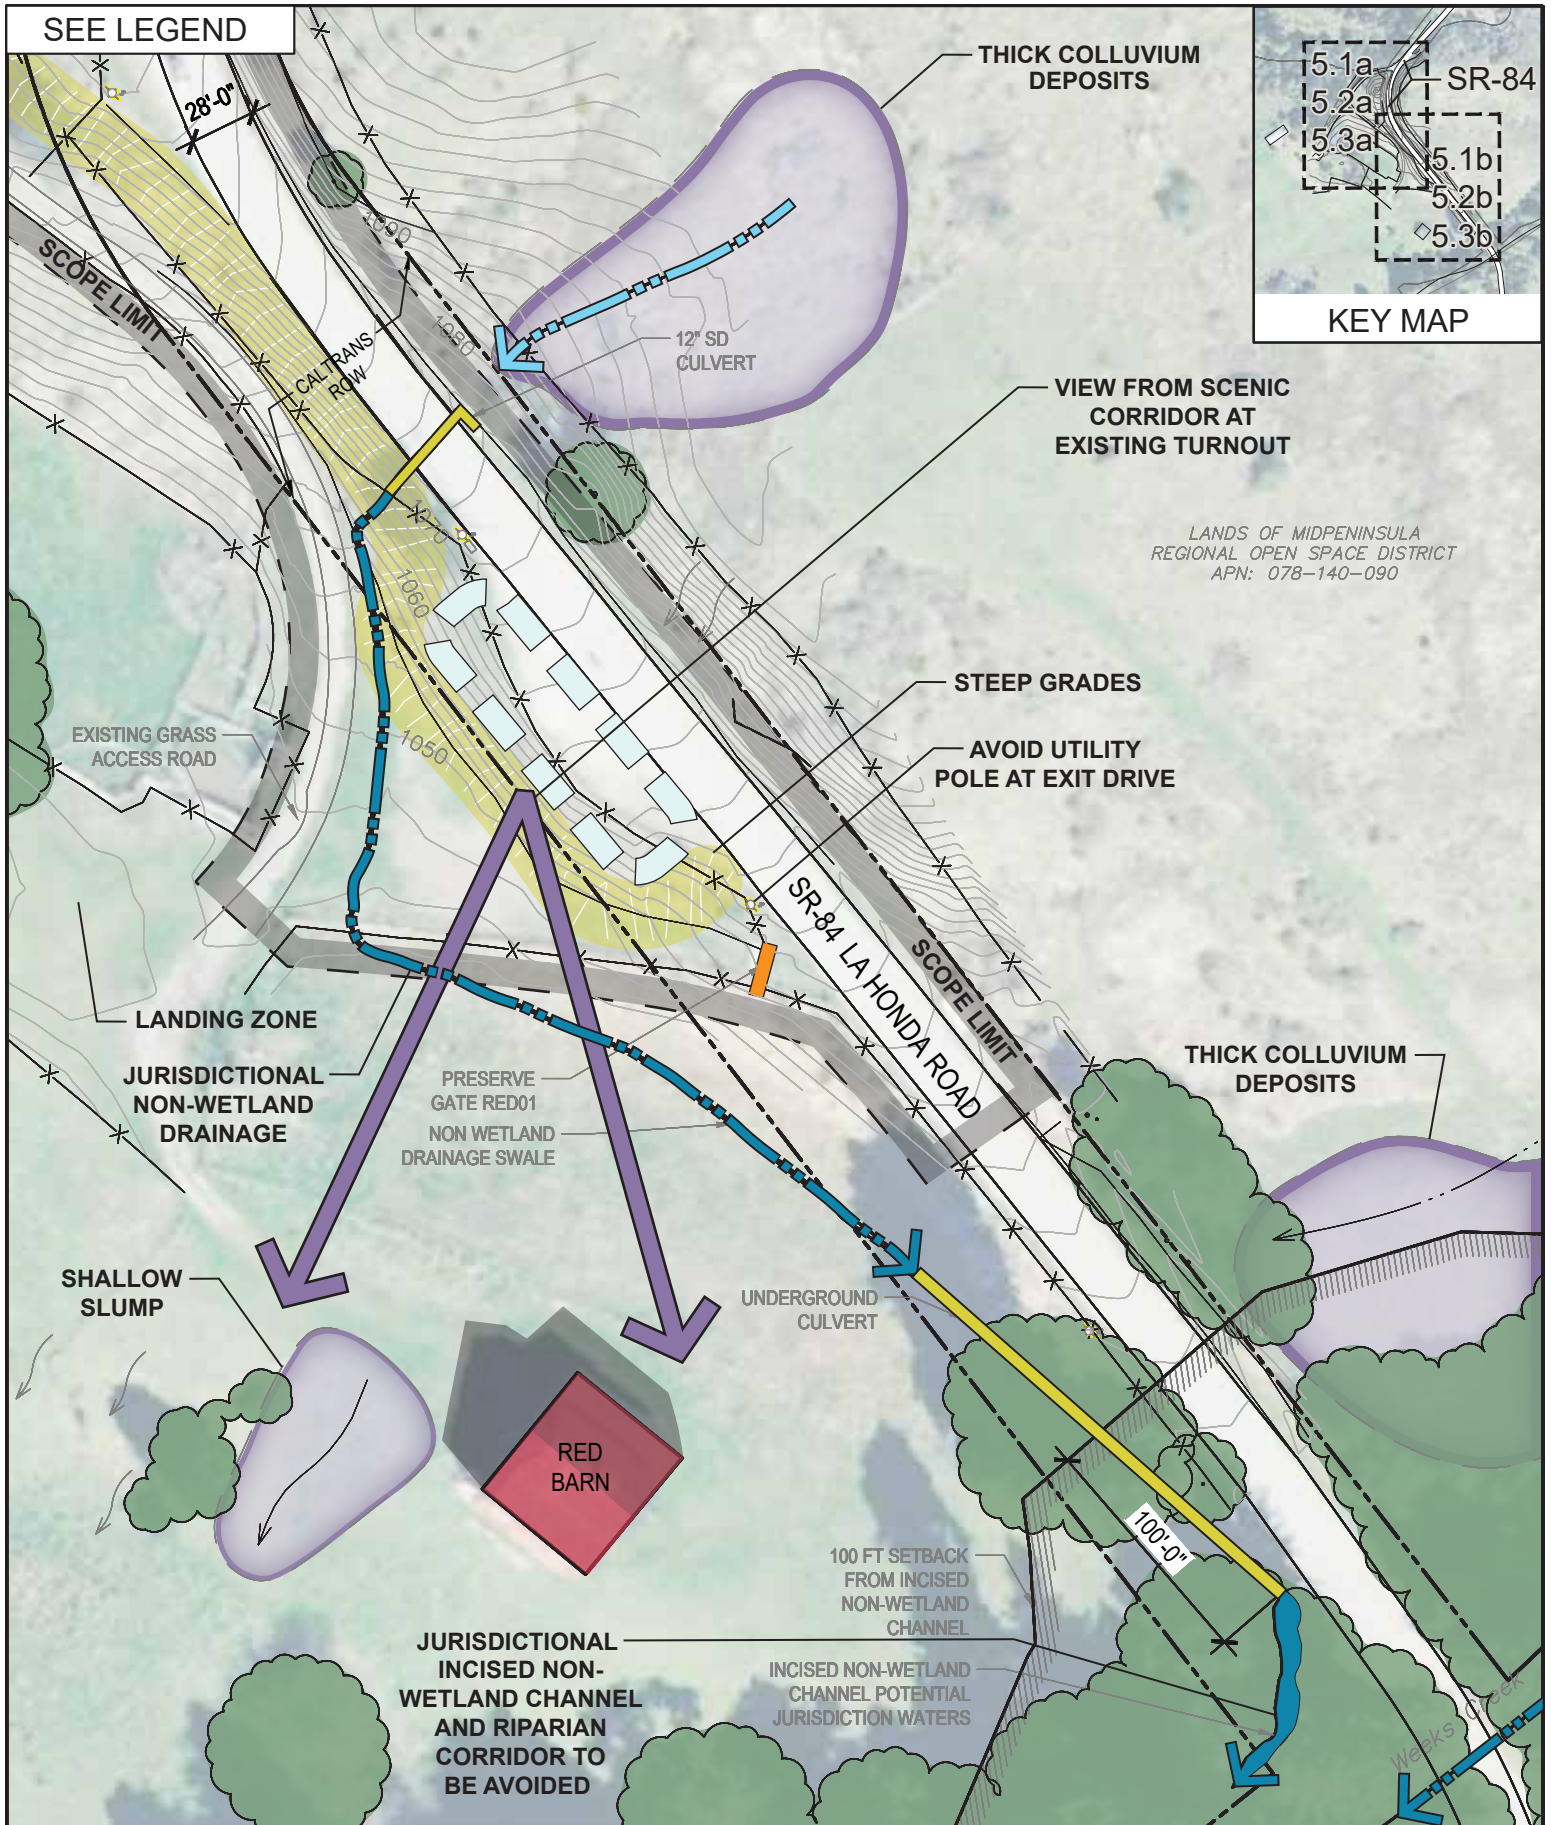 SEE LEGEND
28'-0"
THICK COLLUVIUM
DEPOSITS
5.1a
5.2a
5.3a
SR-84
5.1b
5.2b
5.3b
KEY MAP
SCOPE LIMIT
1090
1080
CALTRANS
ROW
12" SD
CULVERT
VIEW FROM SCENIC
CORRIDOR AT
EXISTING TURNOUT
1070
1060
1050
LANDS OF MIDPENINSULA
REGIONAL OPEN SPACE DISTRICT
APN: 078-140-090
STEEP GRADES
EXISTING GRASS
ACCESS ROAD
AVOID UTILITY
POLE AT EXIT DRIVE
SR-84 LA HONDA ROAD
SCOPE LIMIT
LANDING ZONE
JURISDICTIONAL
NON-WETLAND
DRAINAGE
PRESERVE
GATE RED01
NON WETLAND
DRAINAGE SWALE
THICK COLLUVIUM
DEPOSITS
SHALLOW
SLUMP
UNDERGROUND
CULVERT
RED
BARN
100'-0"
100 FT SETBACK
FROM INCISED
NON-WETLAND
CHANNEL
JURISDICTIONAL
INCISED NON-
WETLAND CHANNEL
AND RIPARIAN
CORRIDOR TO
BE AVOIDED
INCISED NON-WETLAND
CHANNEL POTENTIAL
JURISDICTION WATERS
Weeks Creek